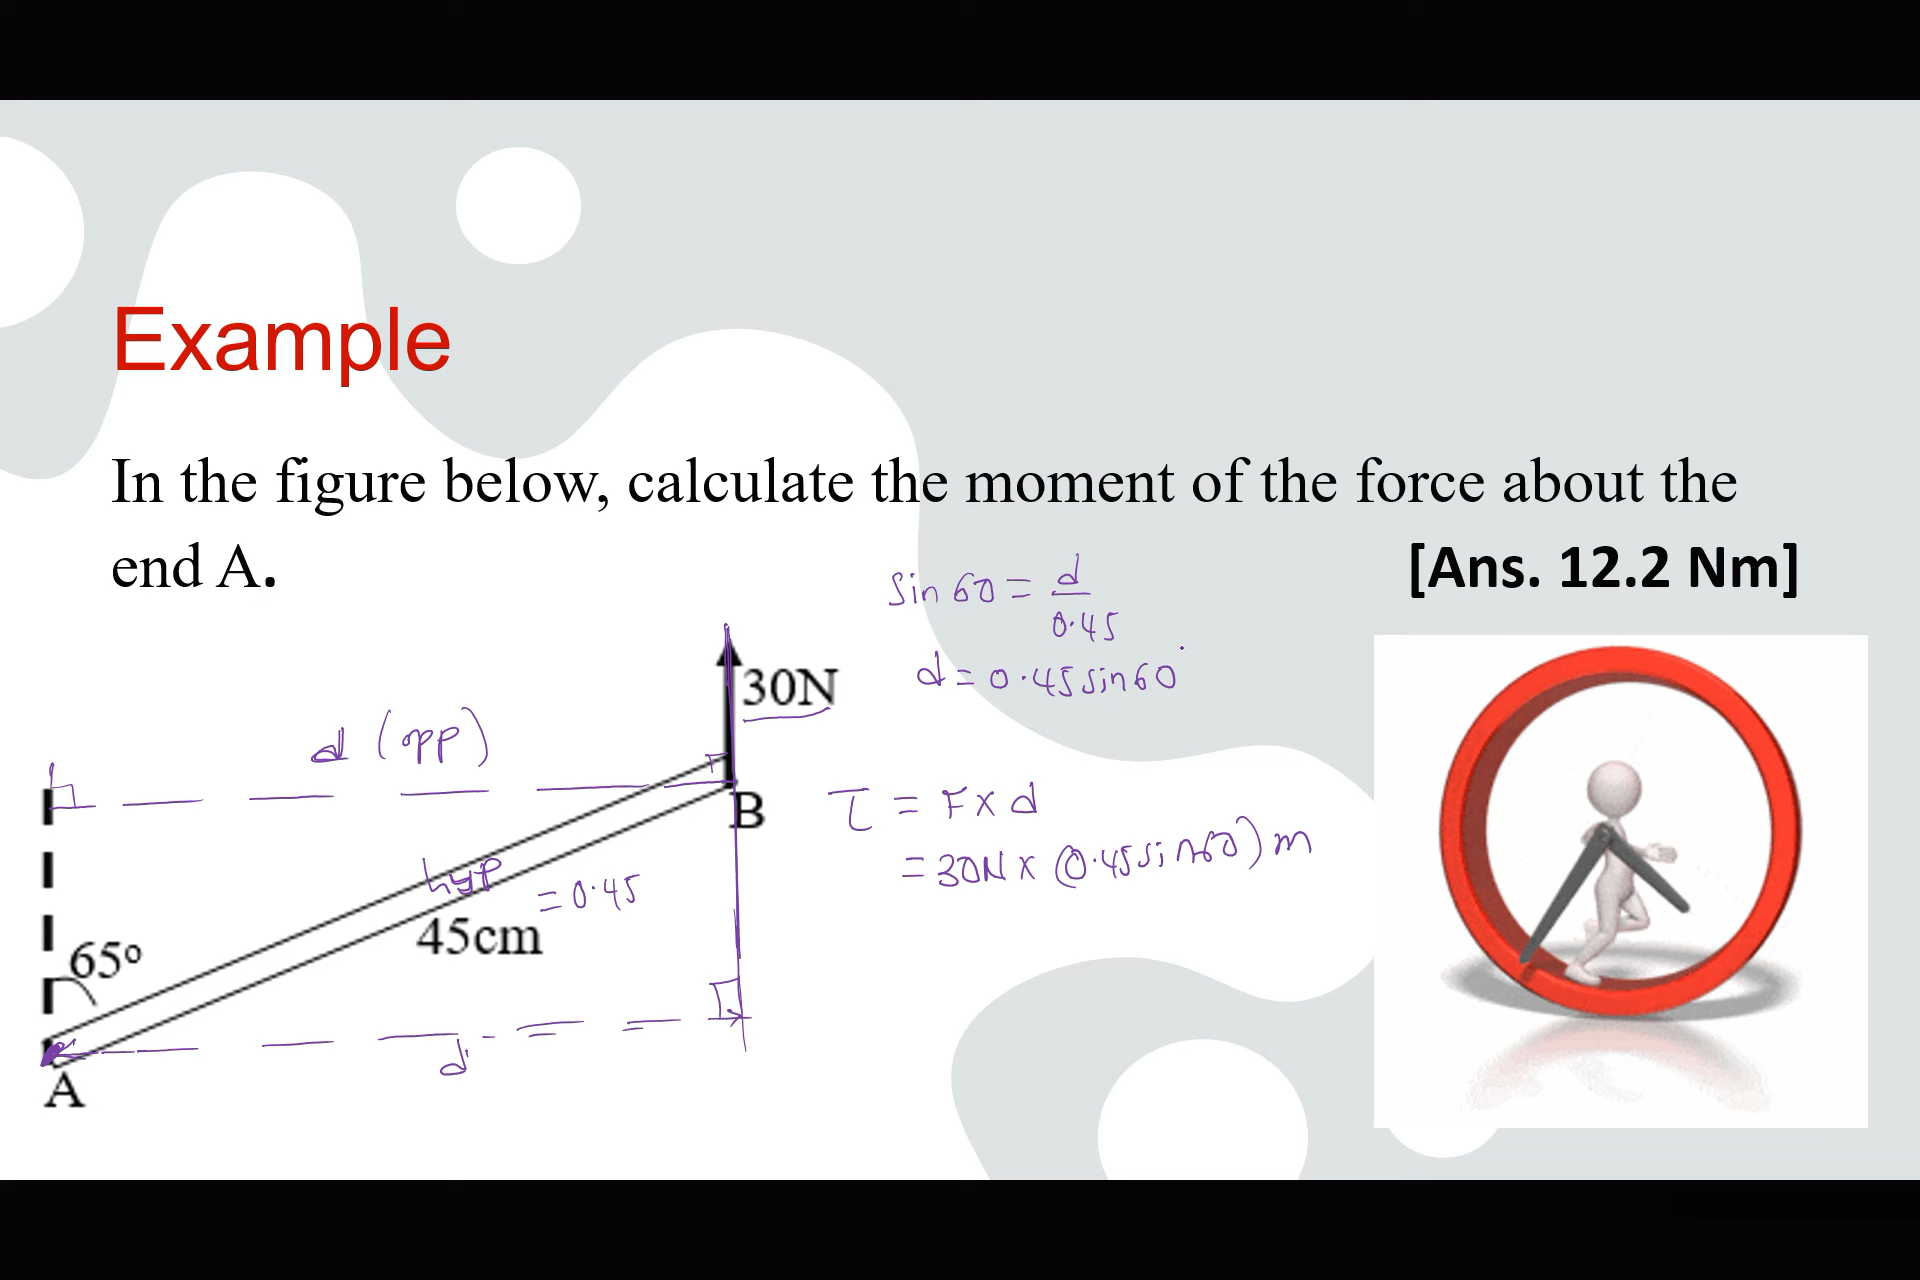 Example
In the figure below, calculate the moment of the force about the
end A. [Ans. 12.2 Nm]
sin 60 = d
0.45
d = 0.45 sin 60
30N
d (opp)
B
τ = F x d
= 30N x (0.45 sin 60) m
hyp = 0.45
45cm
65º
d
A